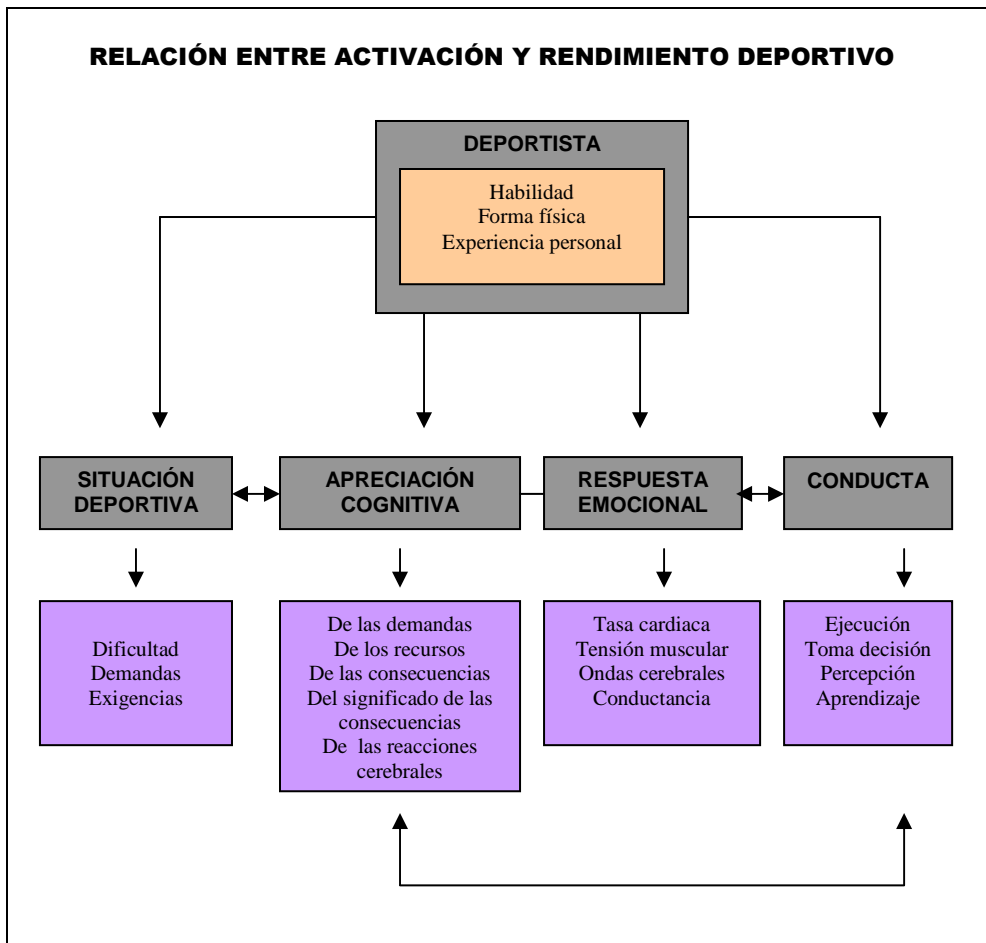 RELACIÓN ENTRE ACTIVACIÓN Y RENDIMIENTO DEPORTIVO
DEPORTISTA
Habilidad
Forma física
Experiencia personal
SITUACIÓN
DEPORTIVA
APRECIACIÓN
COGNITIVA
RESPUESTA
EMOCIONAL
CONDUCTA
Dificultad
Demandas
Exigencias
De las demandas
De los recursos
De las consecuencias
Del significado de las
consecuencias
De las reacciones
cerebrales
Tasa cardiaca
Tensión muscular
Ondas cerebrales
Conductancia
Ejecución
Toma decisión
Percepción
Aprendizaje